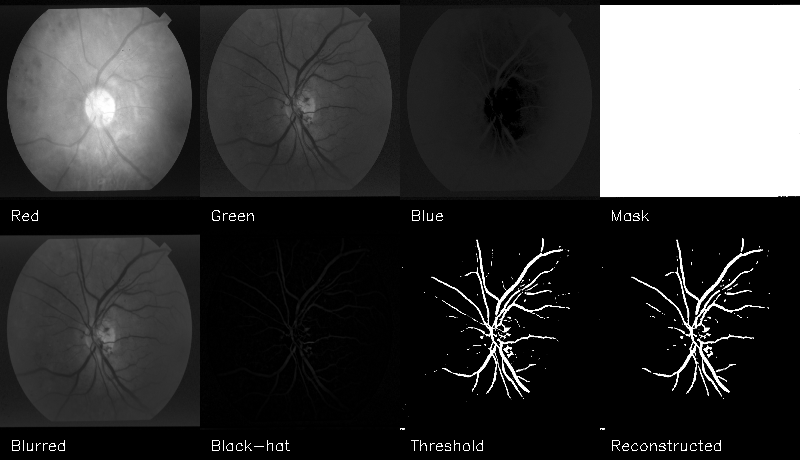 Red
Green
Blue
Mask
Blurred
Black-hat
Threshold
Reconstructed